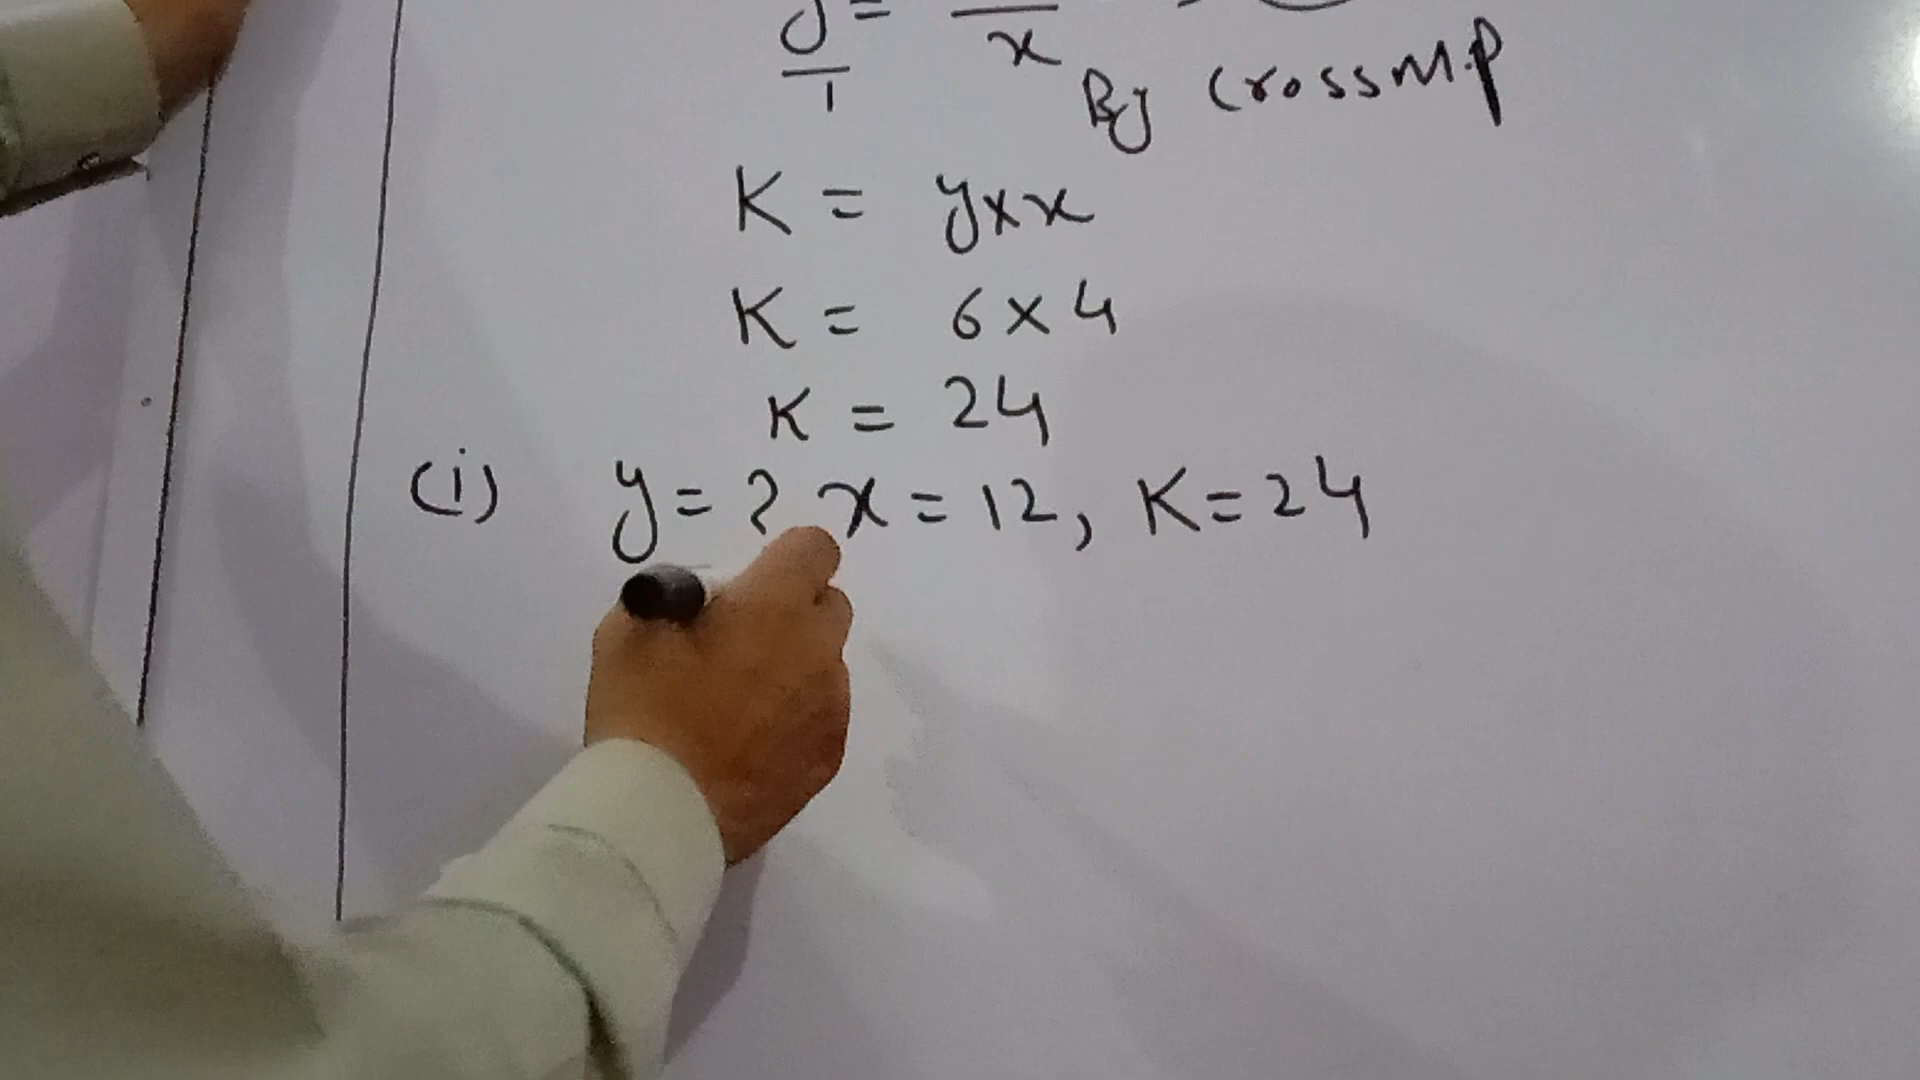 y/1 = /x
By Cross M.P
K = y×x
K = 6×4
K = 24
(i) y=? x=12, K=24